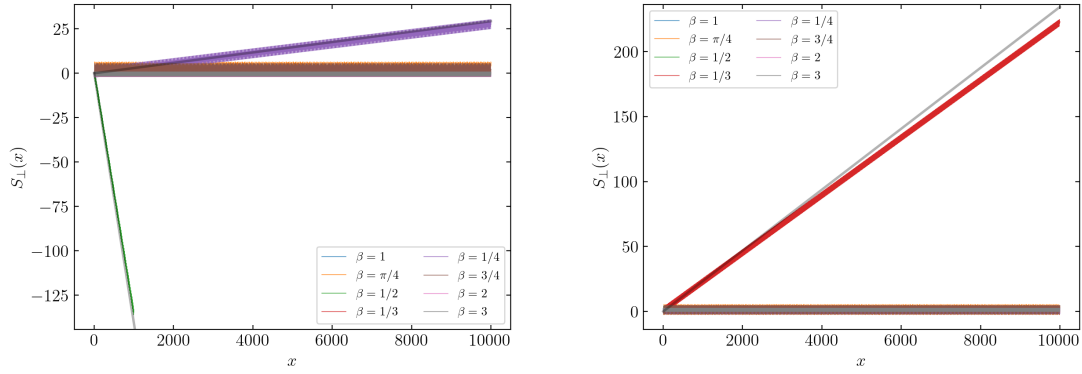 25
0
−25
−50
−75
−100
−125
S⊥(x)
0 2000 4000 6000 8000 10000
x
β = 1
β = π/4
β = 1/2
β = 1/3
β = 1/4
β = 3/4
β = 2
β = 3
200
150
100
50
0
S⊥(x)
0 2000 4000 6000 8000 10000
x
β = 1
β = π/4
β = 1/2
β = 1/3
β = 1/4
β = 3/4
β = 2
β = 3